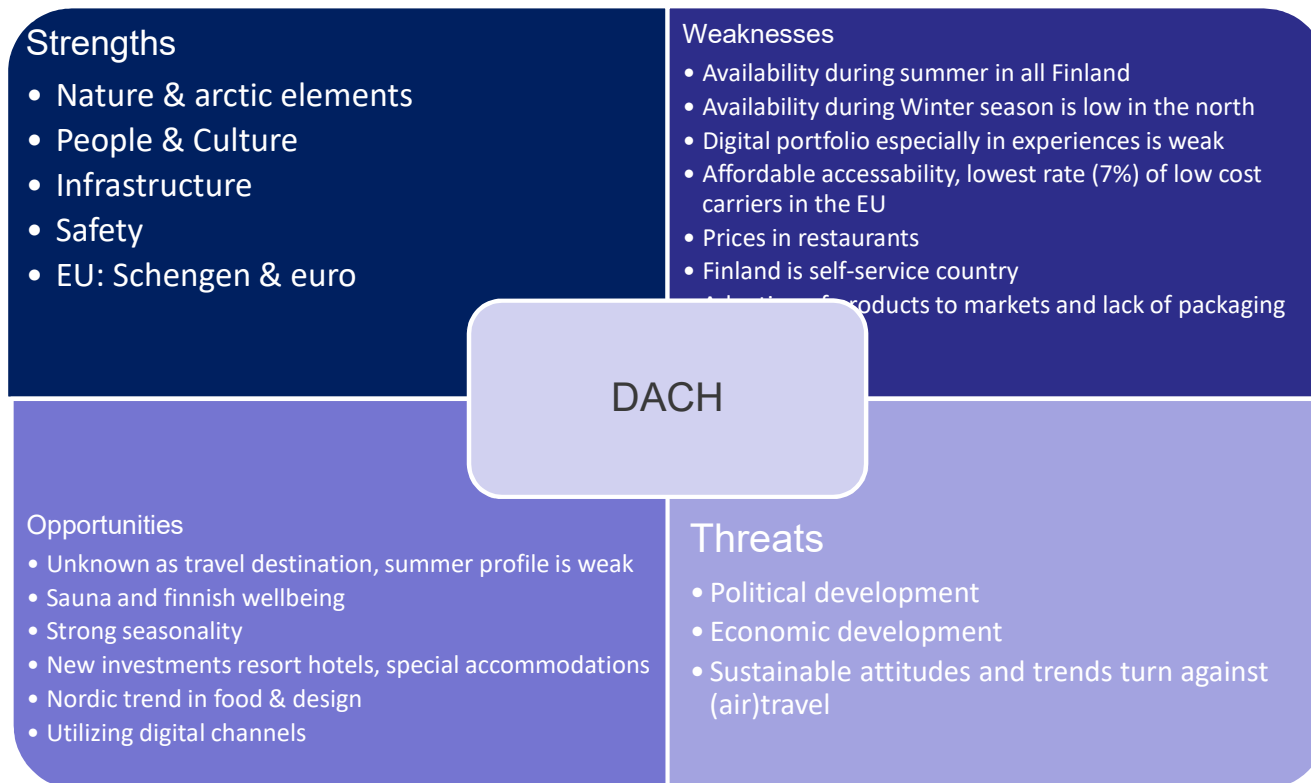 Strengths
• Nature & arctic elements
• People & Culture
• Infrastructure
• Safety
• EU: Schengen & euro
Weaknesses
• Availability during summer in all Finland
• Availability during Winter season is low in the north
• Digital portfolio especially in experiences is weak
• Affordable accessability, lowest rate (7%) of low cost
carriers in the EU
• Prices in restaurants
• Finland is self-service country
products to markets and lack of packaging
DACH
Opportunities
• Unknown as travel destination, summer profile is weak
• Sauna and finnish wellbeing
• Strong seasonality
• New investments resort hotels, special accommodations
• Nordic trend in food & design
• Utilizing digital channels
Threats
• Political development
• Economic development
• Sustainable attitudes and trends turn against
(air)travel